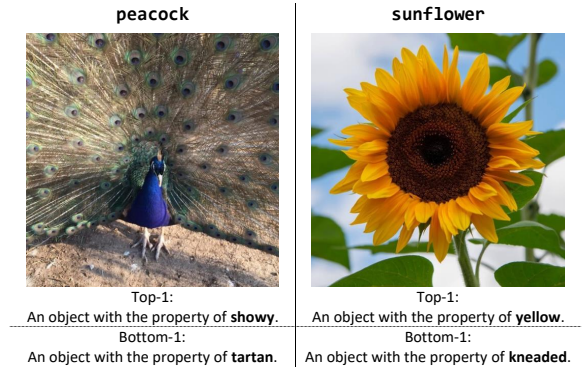 peacock
Top-1:
An object with the property of showy.
Bottom-1:
An object with the property of tartan.
sunflower
Top-1:
An object with the property of yellow.
Bottom-1:
An object with the property of kneaded.